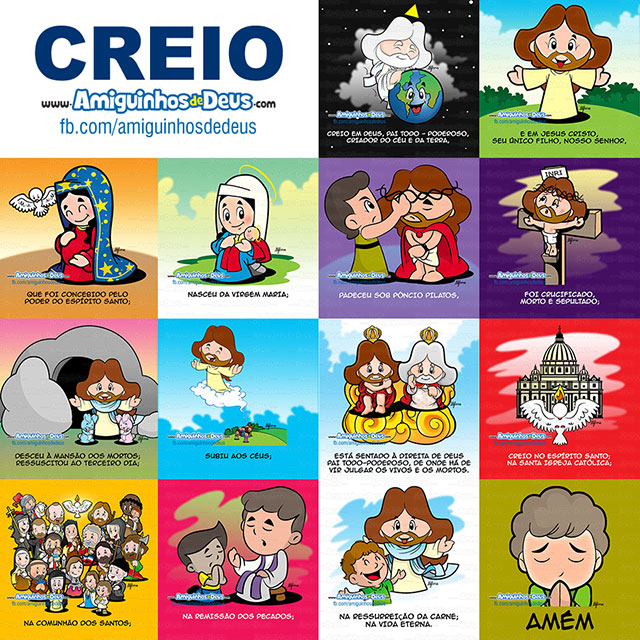 CREIO
www.AmiguinhosdeDeus.com
fb.com/amiguinhosdedeus
CREIO EM DEUS, PAI TODO - PODEROSO,
CRIADOR DO CÉU E DA TERRA,
E EM JESUS CRISTO,
SEU ÚNICO FILHO, NOSSO SENHOR,
QUE FOI CONCEBIDO PELO
PODER DO ESPÍRITO SANTO;
NASCEU DA VIRGEM MARIA;
PADECEU SOB PÔNCIO PILATOS,
INRI
FOI CRUCIFICADO,
MORTO E SEPULTADO;
DESCEU À MANSÃO DOS MORTOS;
RESSUSCITOU AO TERCEIRO DIA;
SUBIU AOS CÉUS;
ESTÁ SENTADO À DIREITA DE DEUS
PAI TODO-PODEROSO, DE ONDE HÁ DE
VIR JULGAR OS VIVOS E OS MORTOS.
CREIO NO ESPÍRITO SANTO;
NA SANTA IGREJA CATÓLICA;
NA COMUNHÃO DOS SANTOS;
NA REMISSÃO DOS PECADOS;
NA RESSURREIÇÃO DA CARNE;
NA VIDA ETERNA.
AMÉM